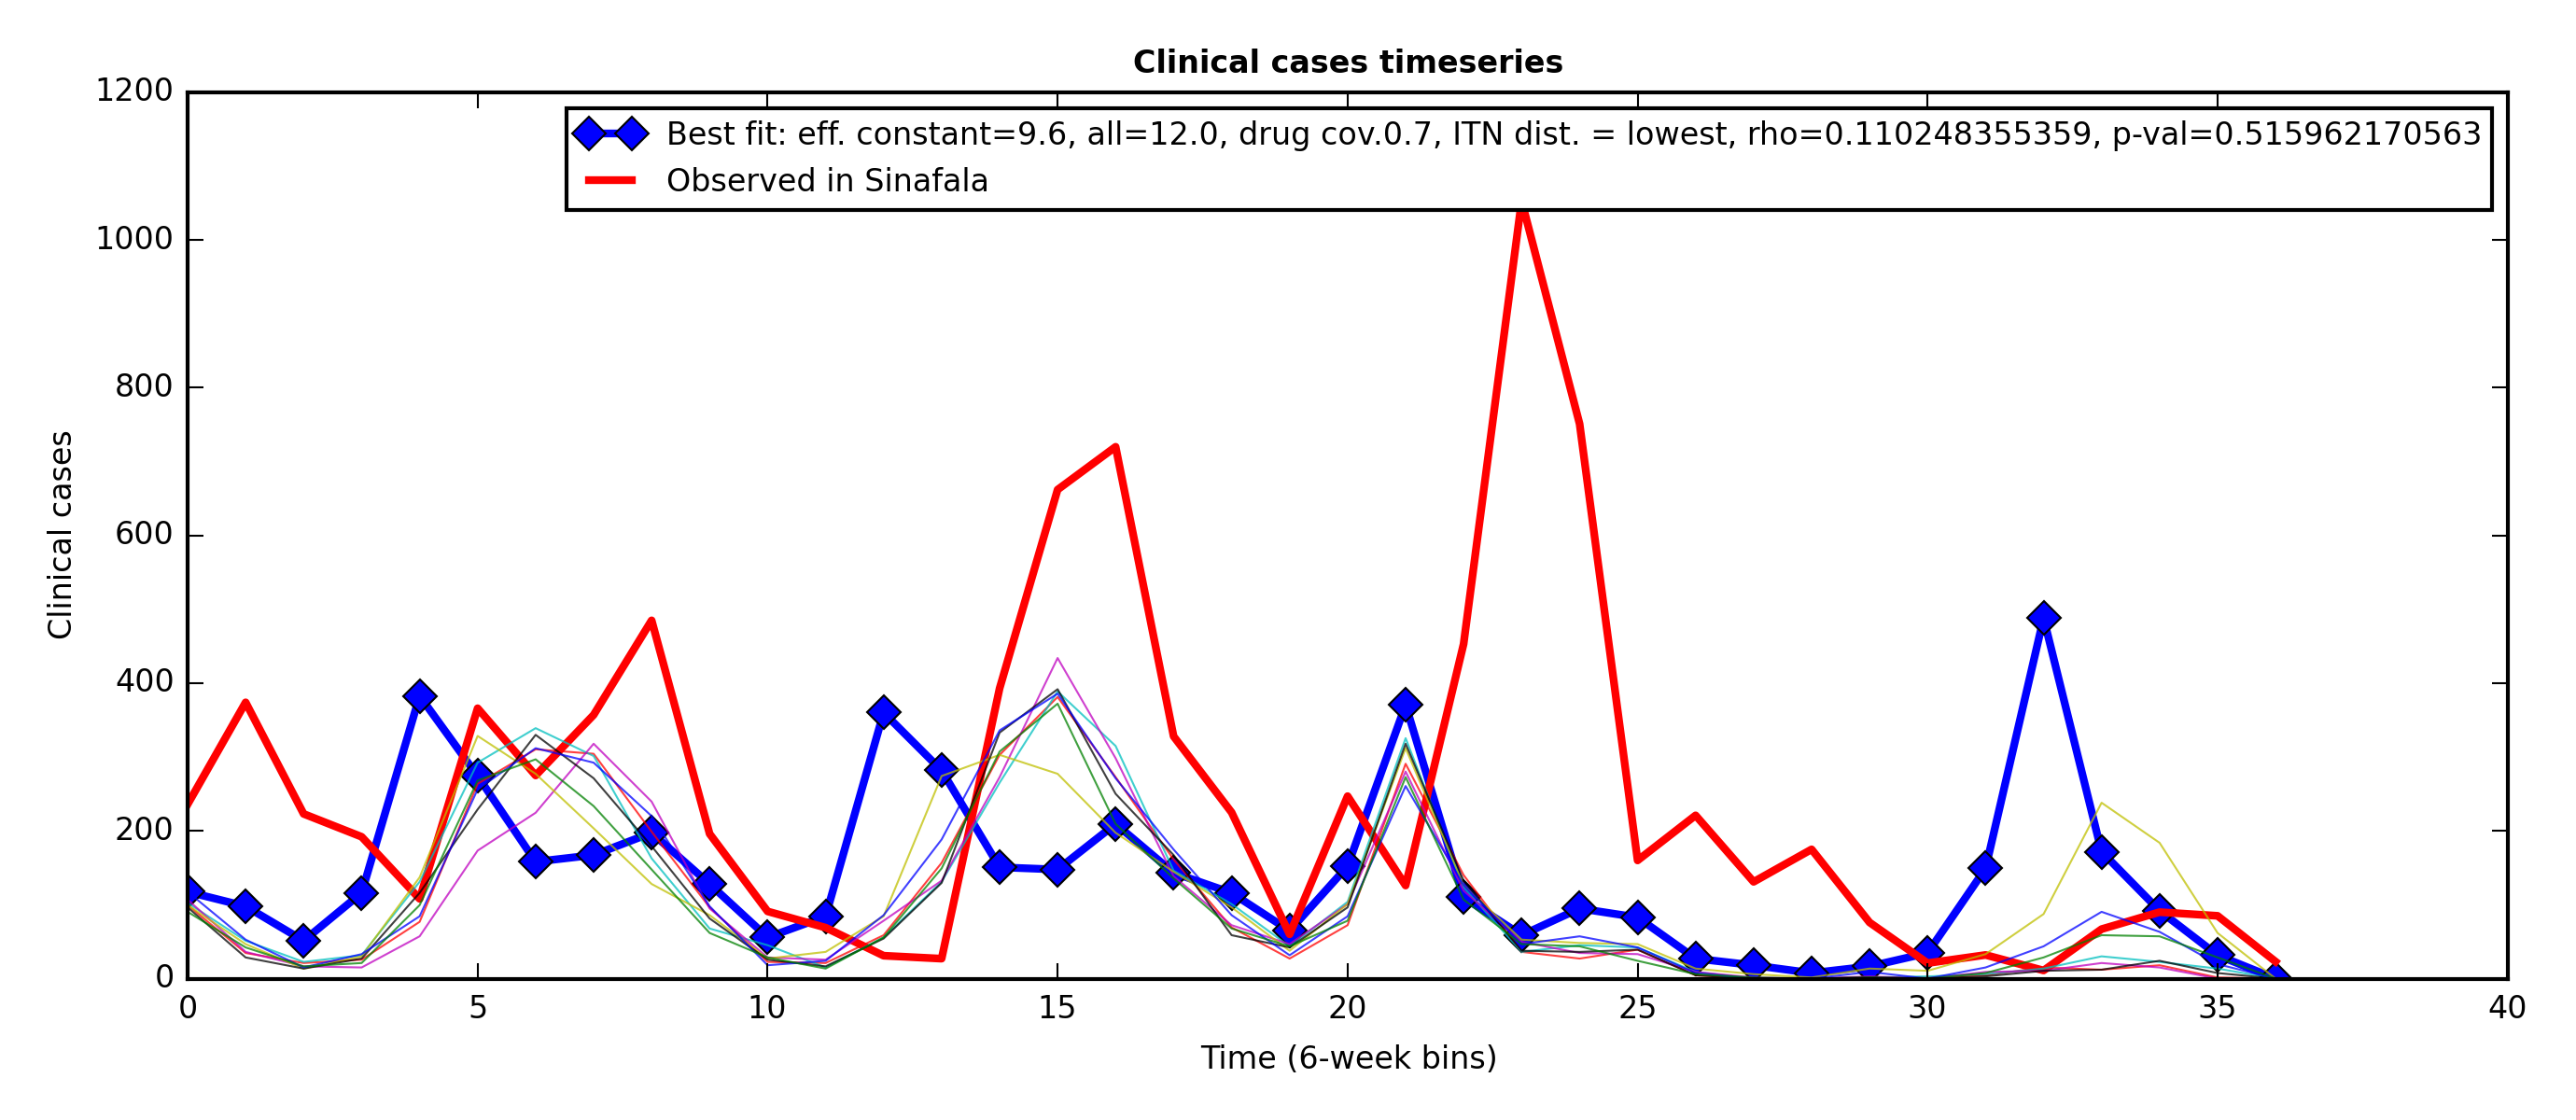 Clinical cases timeseries
1200
1000
800
600
400
200
0
Clinical cases
Best fit: eff. constant=9.6, all=12.0, drug cov.0.7, ITN dist. = lowest, rho=0.110248355359, p-val=0.515962170563
Observed in Sinafala
0 5 10 15 20 25 30 35 40
Time (6-week bins)